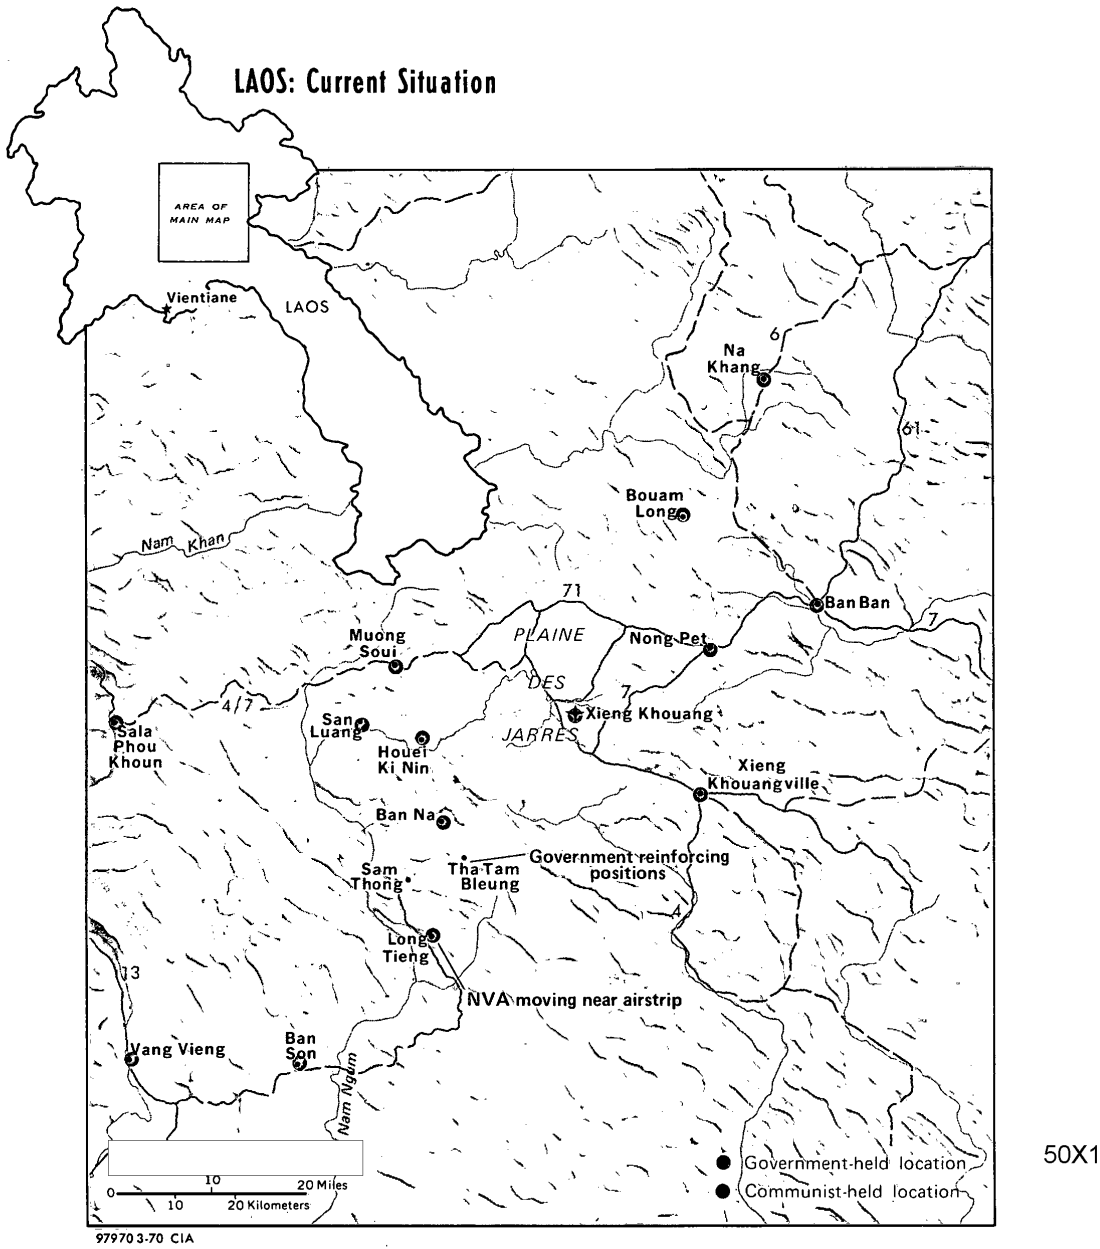 LAOS: Current Situation
AREA OF
MAIN MAP
Vientiane
LAOS
6
Na
Khang
61
Bouam
Long
Nam Khan
71
Ban Ban
7
PLAINE
Nong Pet
Muong
Soui
DES
7
4/7
Xieng Khouang
San
Luang
Sala
Phou
Khoun
JARRES
Houei
Ki Nin
Xieng
Khouangville
Ban Na
Government reinforcing
positions
Sam
Thong
Tha Tam
Bleung
4
Long
Tieng
13
NVA moving near airstrip
Vang Vieng
Ban
Son
Nam Ngum
50X1
Government-held location
Communist-held location
0 10 20 Miles
10 20 Kilometers
97970 3-70 CIA